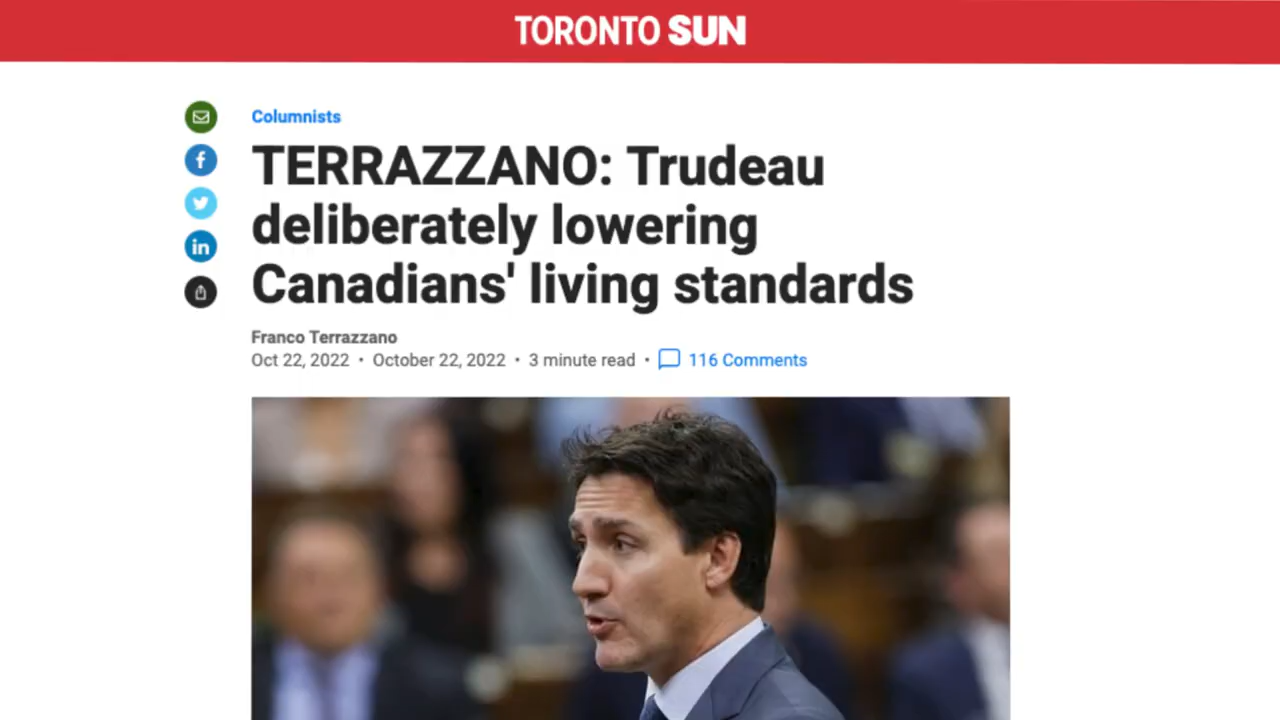 TORONTO SUN
Columnists
TERRAZZANO: Trudeau
deliberately lowering
Canadians' living standards
Franco Terrazzano
Oct 22, 2022 • October 22, 2022 • 3 minute read • 116 Comments
f
in